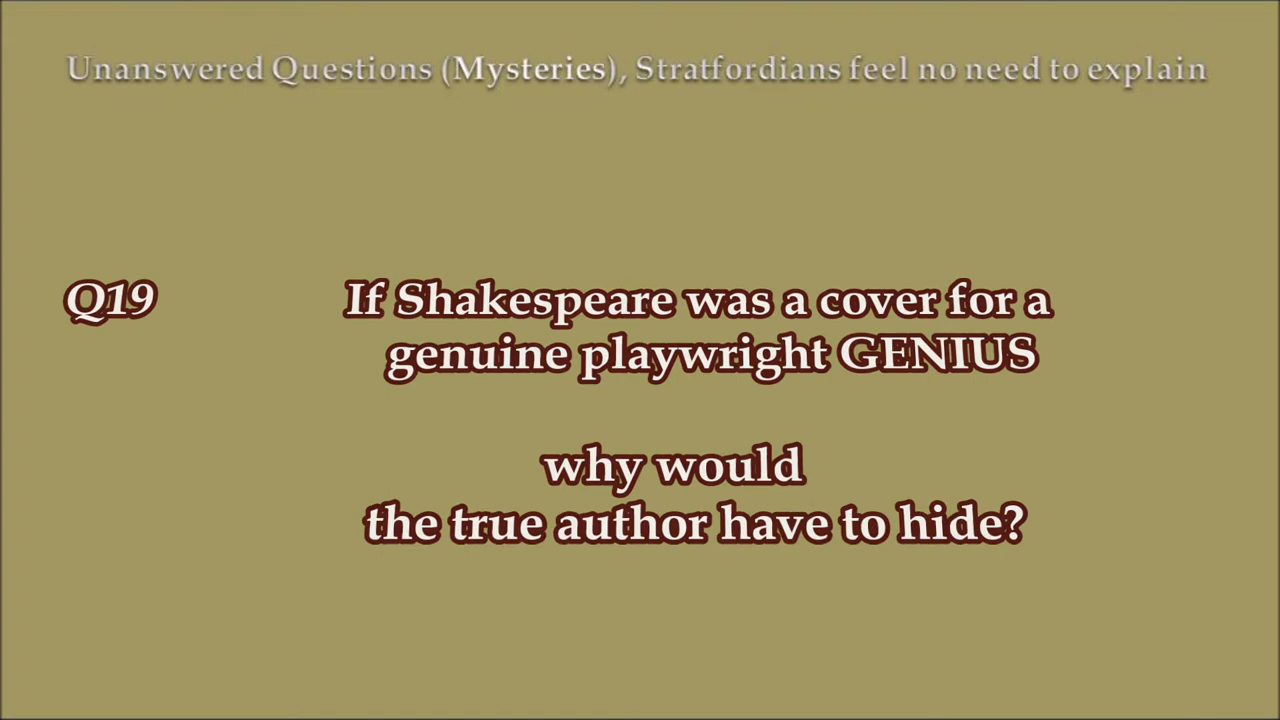 Unanswered Questions (Mysteries), Stratfordians feel no need to explain
Q19 If Shakespeare was a cover for a
genuine playwright GENIUS
why would
the true author have to hide?